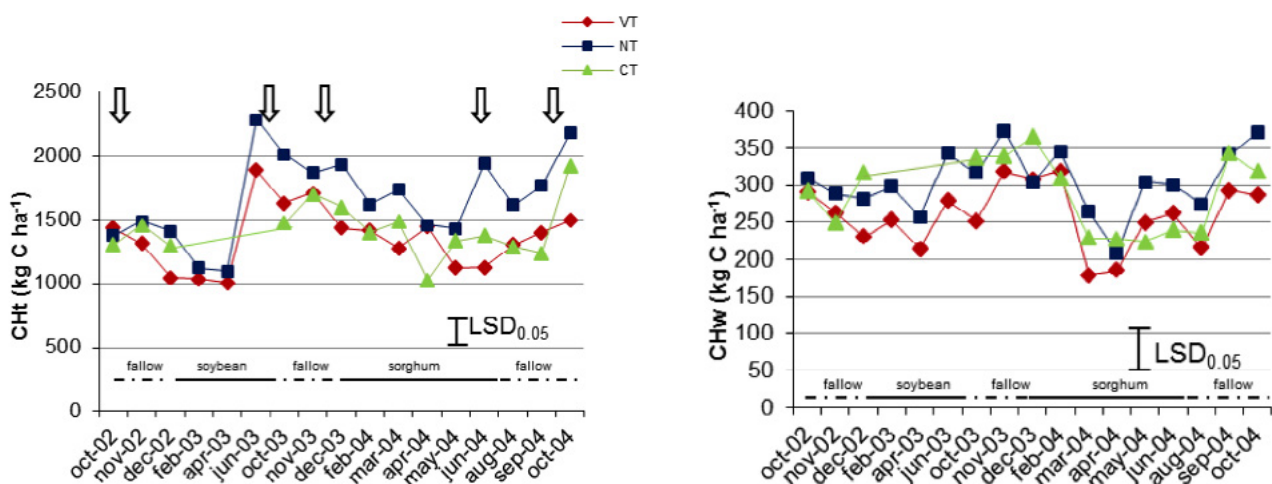 VT
NT
CT
CHt (kg C ha-1)
2500
2000
1500
1000
500
0
LSD0.05
fallow soybean fallow sorghum fallow
oct-02 nov-02 dec-02 feb-03 apr-03 jun-03 oct-03 nov-03 dec-03 feb-04 mar-04 apr-04 may-04 jun-04 aug-04 sep-04 oct-04
CHw (kg C ha-1)
400
350
300
250
200
150
100
50
0
LSD0.05
fallow soybean fallow sorghum fallow
oct-02 nov-02 dec-02 feb-03 apr-03 jun-03 oct-03 nov-03 dec-03 feb-04 mar-04 apr-04 may-04 jun-04 aug-04 sep-04 oct-04